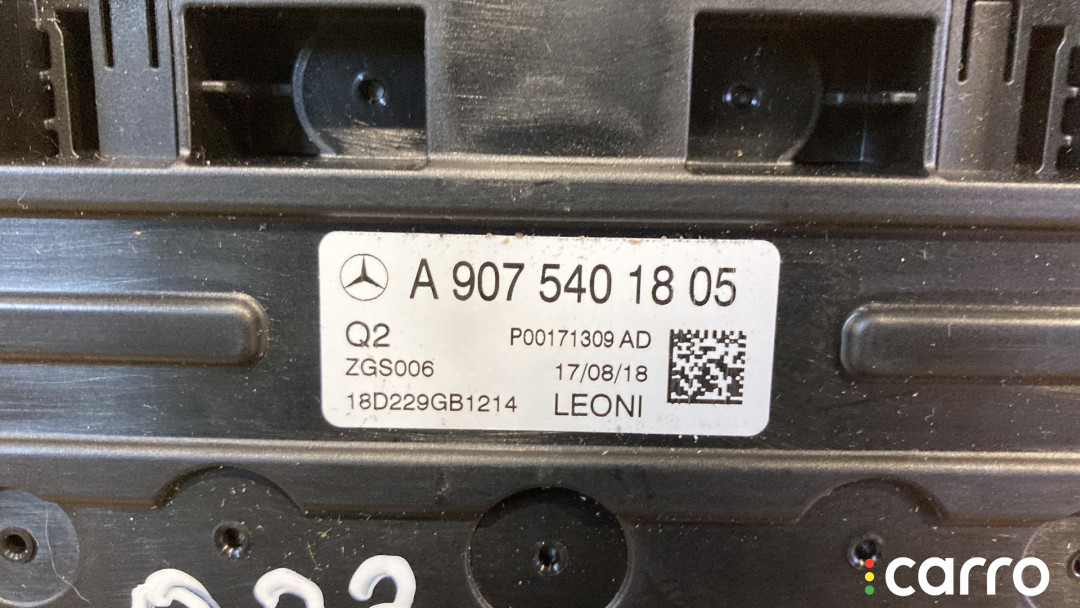 A 907 540 18 05
Q2 P00171309 AD
ZGS006 17/08/18
18D229GB1214 LEONI
carro